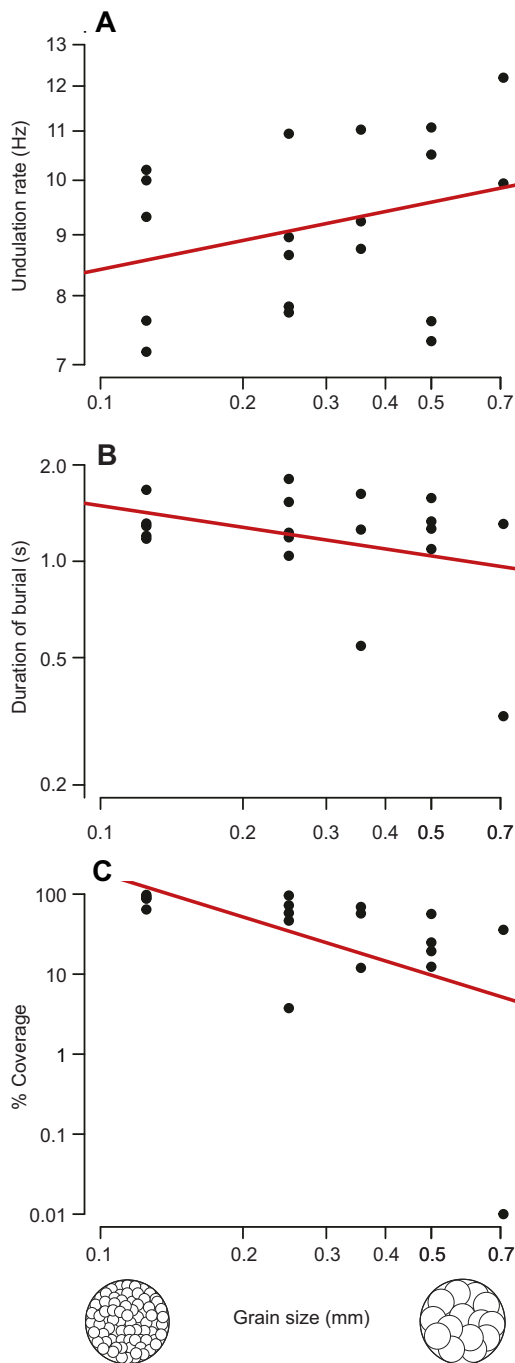 A
Undulation rate (Hz)
13
12
11
10
9
8
7
0.1 0.2 0.3 0.4 0.5 0.7
B
Duration of burial (s)
2.0
1.0
0.5
0.2
0.1 0.2 0.3 0.4 0.5 0.7
C
% Coverage
100
10
1
0.1
0.01
0.1 0.2 0.3 0.4 0.5 0.7
Grain size (mm)